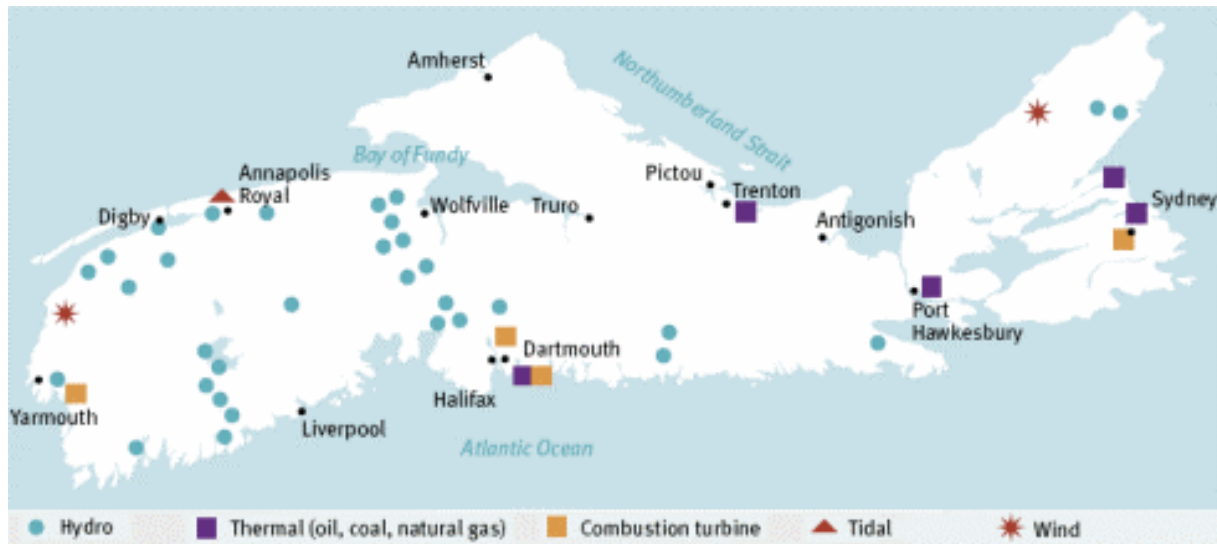 Amherst
Northumberland Strait
Bay of Fundy
Annapolis
Royal
Pictou
Trenton
Digby
Wolfville
Truro
Antigonish
Sydney
Port
Hawkesbury
Dartmouth
Halifax
Yarmouth
Liverpool
Atlantic Ocean
Hydro
Thermal (oil, coal, natural gas)
Combustion turbine
Tidal
Wind